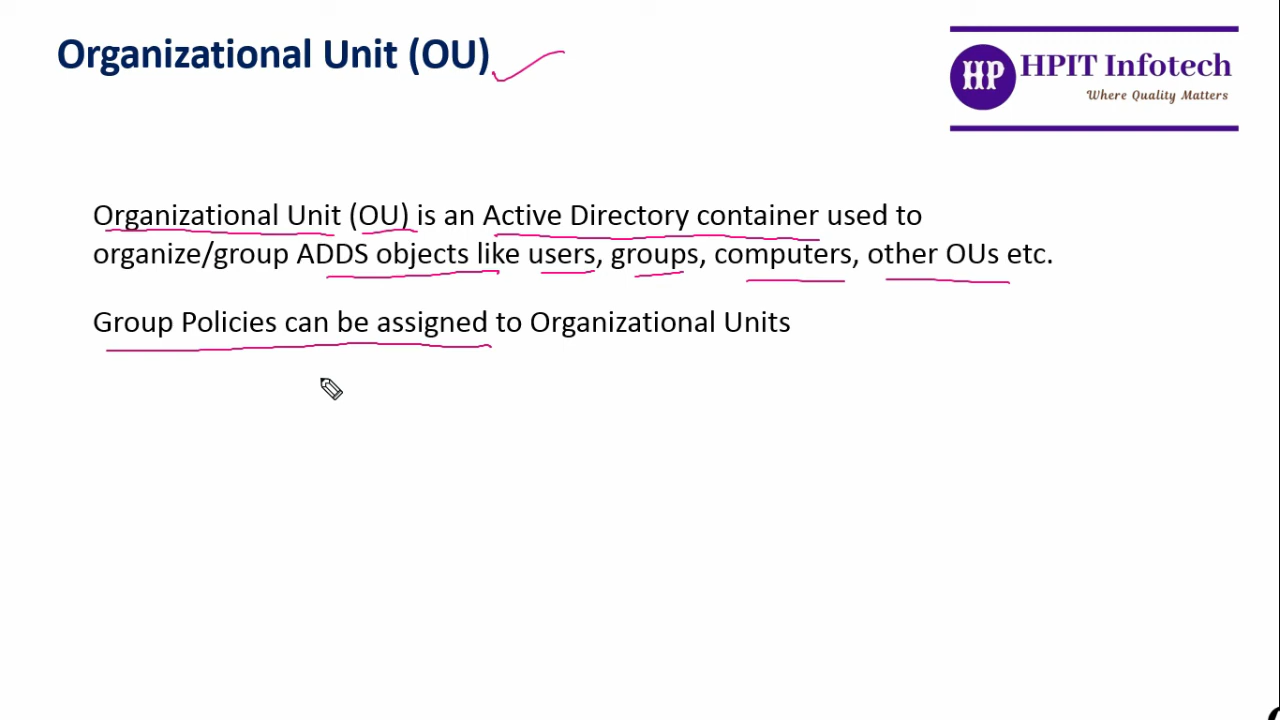 Organizational Unit (OU)
HP HPIT Infotech
Where Quality Matters
Organizational Unit (OU) is an Active Directory container used to
organize/group ADDS objects like users, groups, computers, other OUs etc.
Group Policies can be assigned to Organizational Units